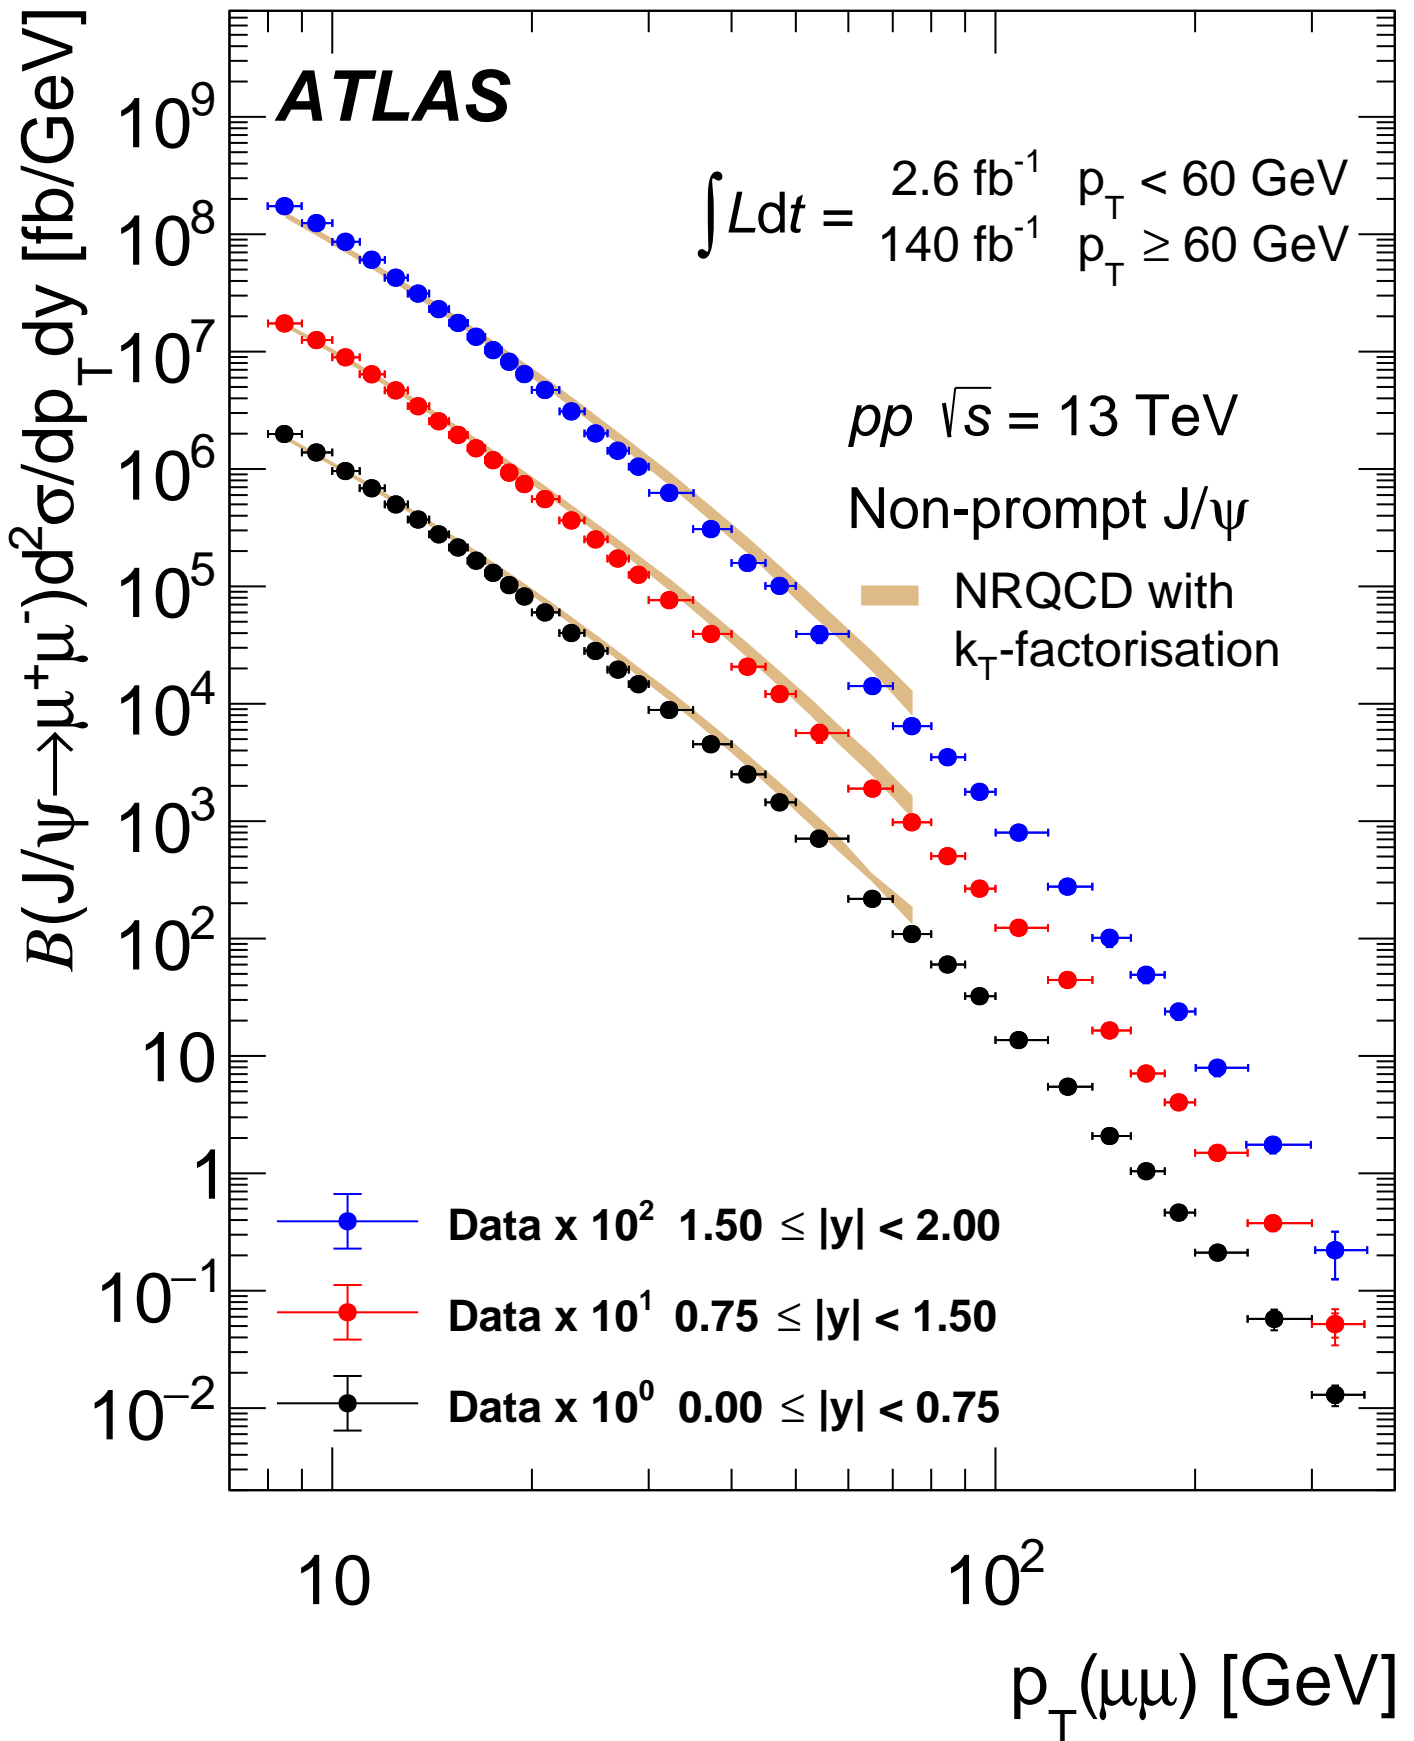 ATLAS
∫Ldt = 2.6 fb⁻¹ p_T < 60 GeV
140 fb⁻¹ p_T ≥ 60 GeV
pp √s = 13 TeV
Non-prompt J/ψ
NRQCD with
k_T-factorisation
B(J/ψ→μ⁺μ⁻)d²σ/dp_T dy [fb/GeV]
10⁹
10⁸
10⁷
10⁶
10⁵
10⁴
10³
10²
10
1
10⁻¹
10⁻²
Data x 10² 1.50 ≤ |y| < 2.00
Data x 10¹ 0.75 ≤ |y| < 1.50
Data x 10⁰ 0.00 ≤ |y| < 0.75
10 10²
p_T(μμ) [GeV]